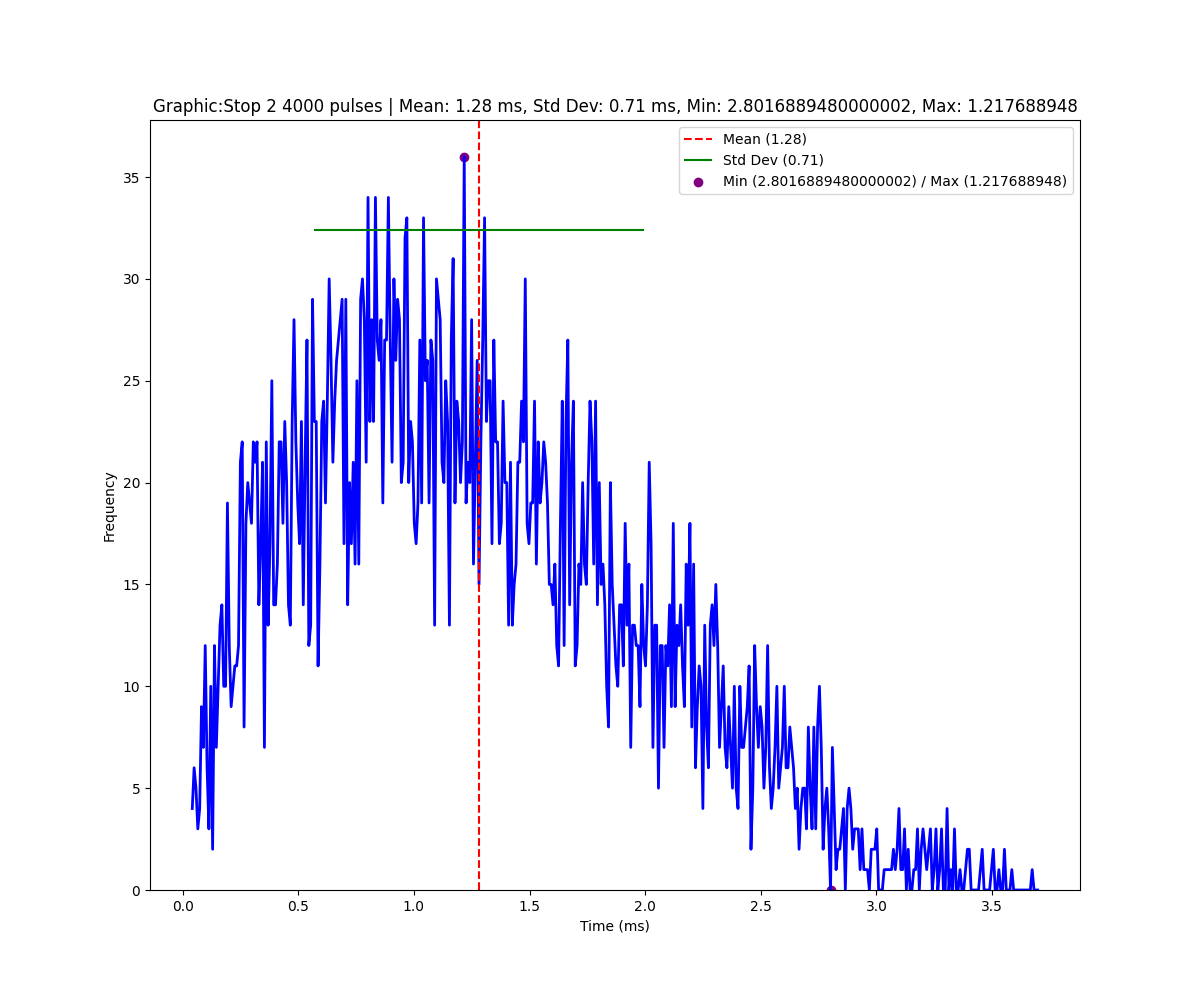 Graphic:Stop 2 4000 pulses | Mean: 1.28 ms, Std Dev: 0.71 ms, Min: 2.8016889480000002, Max: 1.217688948
Mean (1.28)
Std Dev (0.71)
Min (2.8016889480000002) / Max (1.217688948)
35
30
25
20
15
10
5
0
Frequency
0.0 0.5 1.0 1.5 2.0 2.5 3.0 3.5
Time (ms)